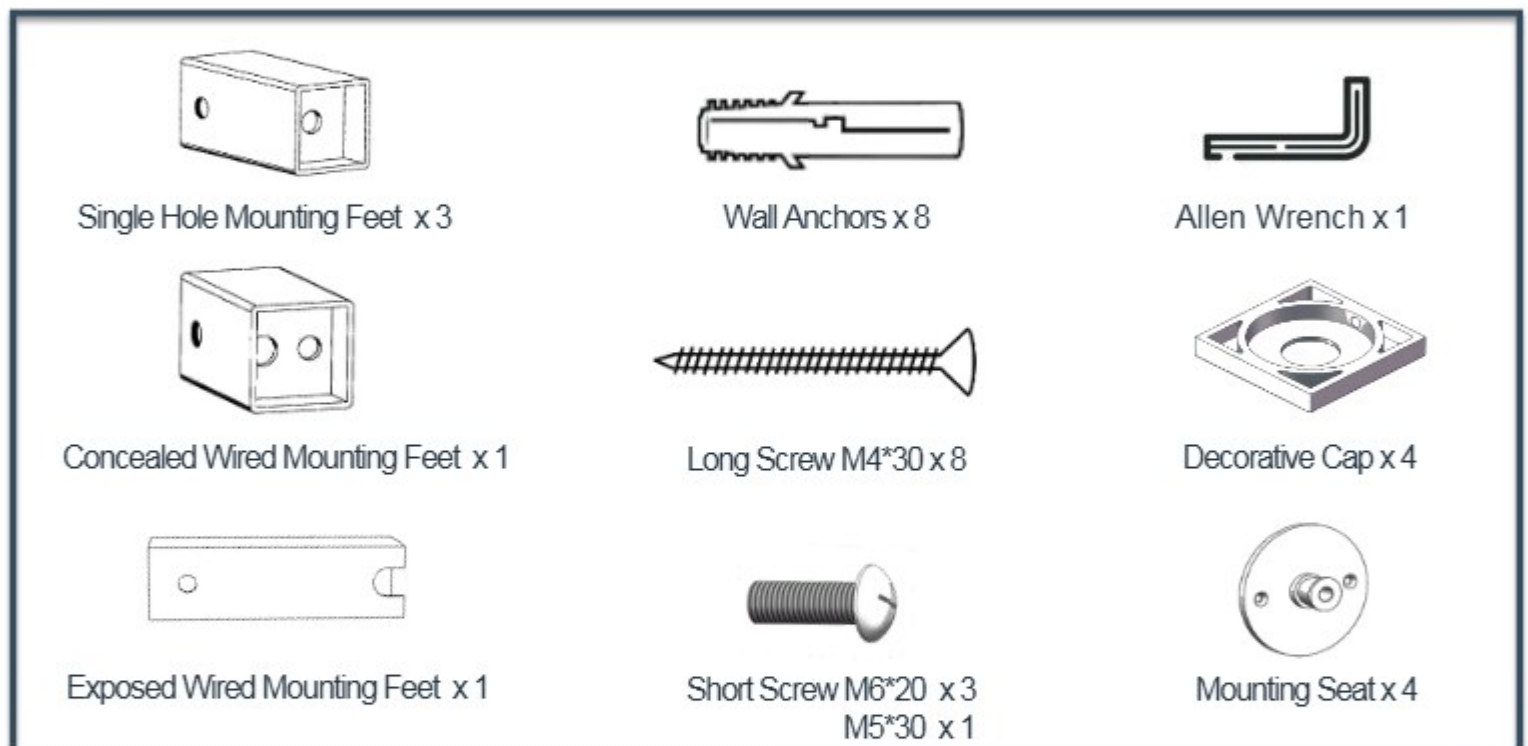 Single Hole Mounting Feet x 3
Wall Anchors x 8
Allen Wrench x 1
Concealed Wired Mounting Feet x 1
Long Screw M4*30 x 8
Decorative Cap x 4
Exposed Wired Mounting Feet x 1
Short Screw M6*20 x 3
M5*30 x 1
Mounting Seat x 4